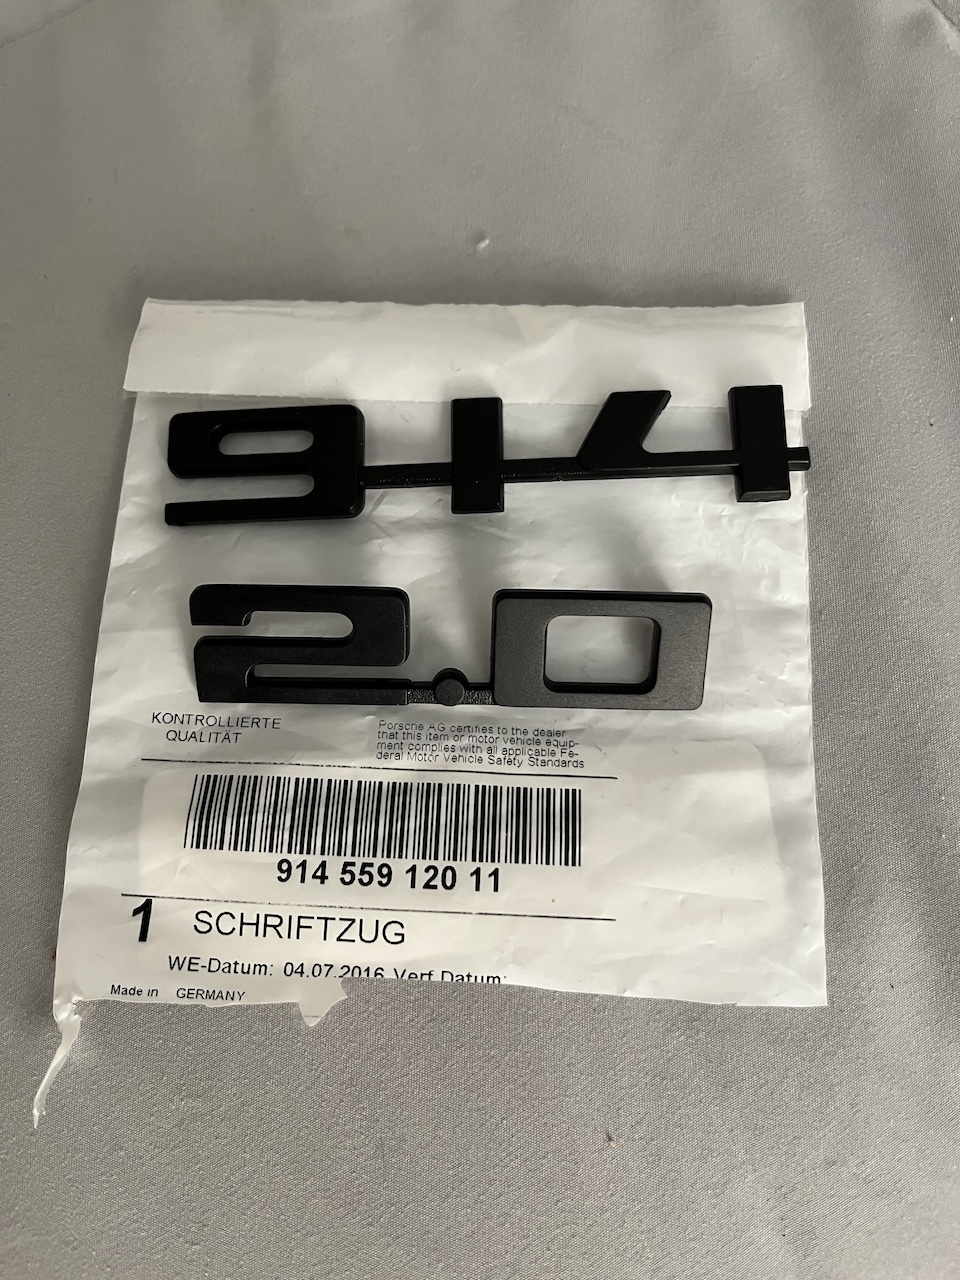 914
2.0
KONTROLLIERTE
QUALITÄT
Porsche AG certifies to the dealer
that this item or motor vehicle equip-
ment complies with all applicable Fe-
deral Motor Vehicle Safety Standards
914 559 120 11
1 SCHRIFTZUG
WE-Datum: 04.07.2016 Verf.Datum:
Made in GERMANY